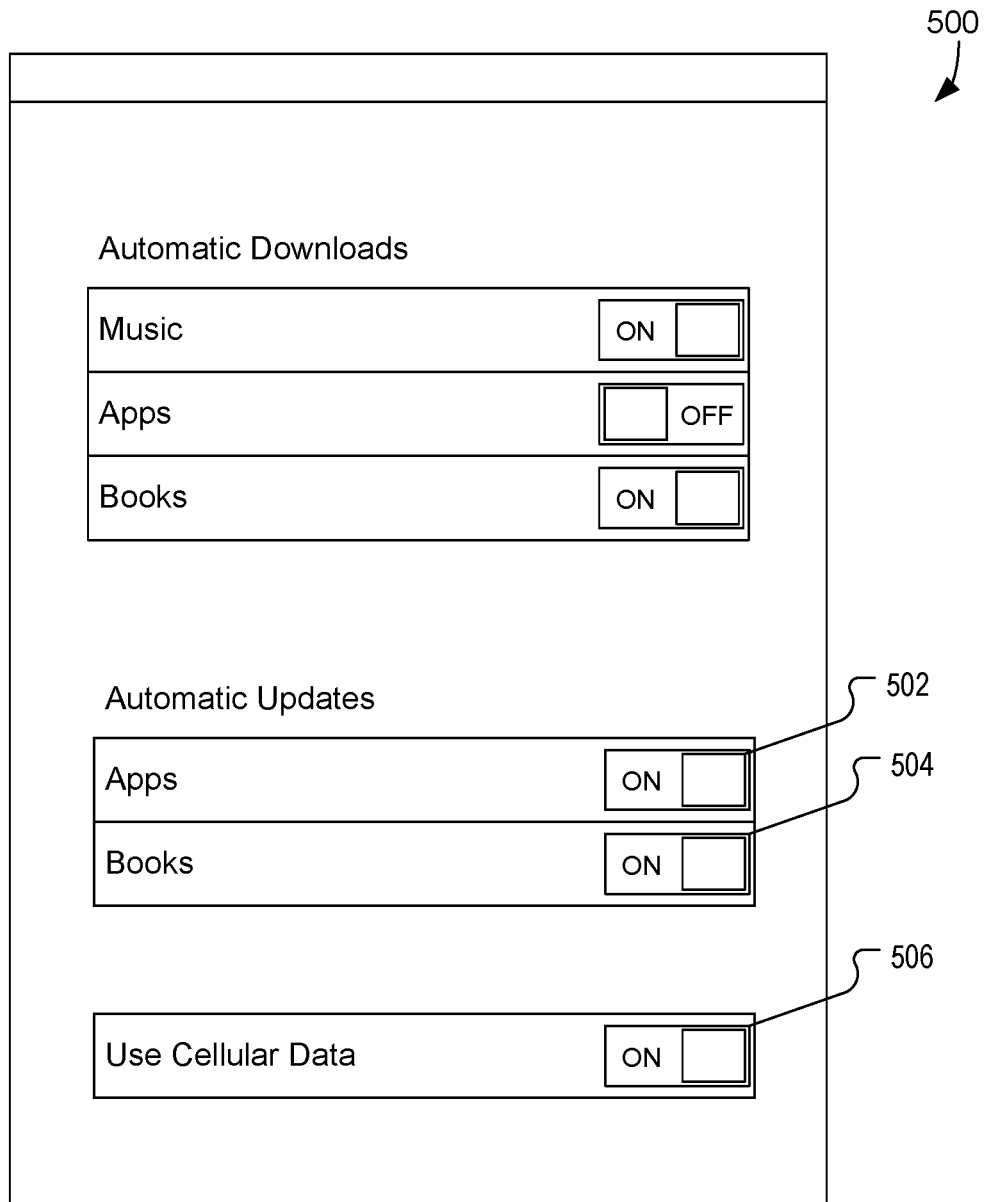 500
Automatic Downloads
Music ON
Apps OFF
Books ON
Automatic Updates
502
Apps ON
504
Books ON
506
Use Cellular Data ON